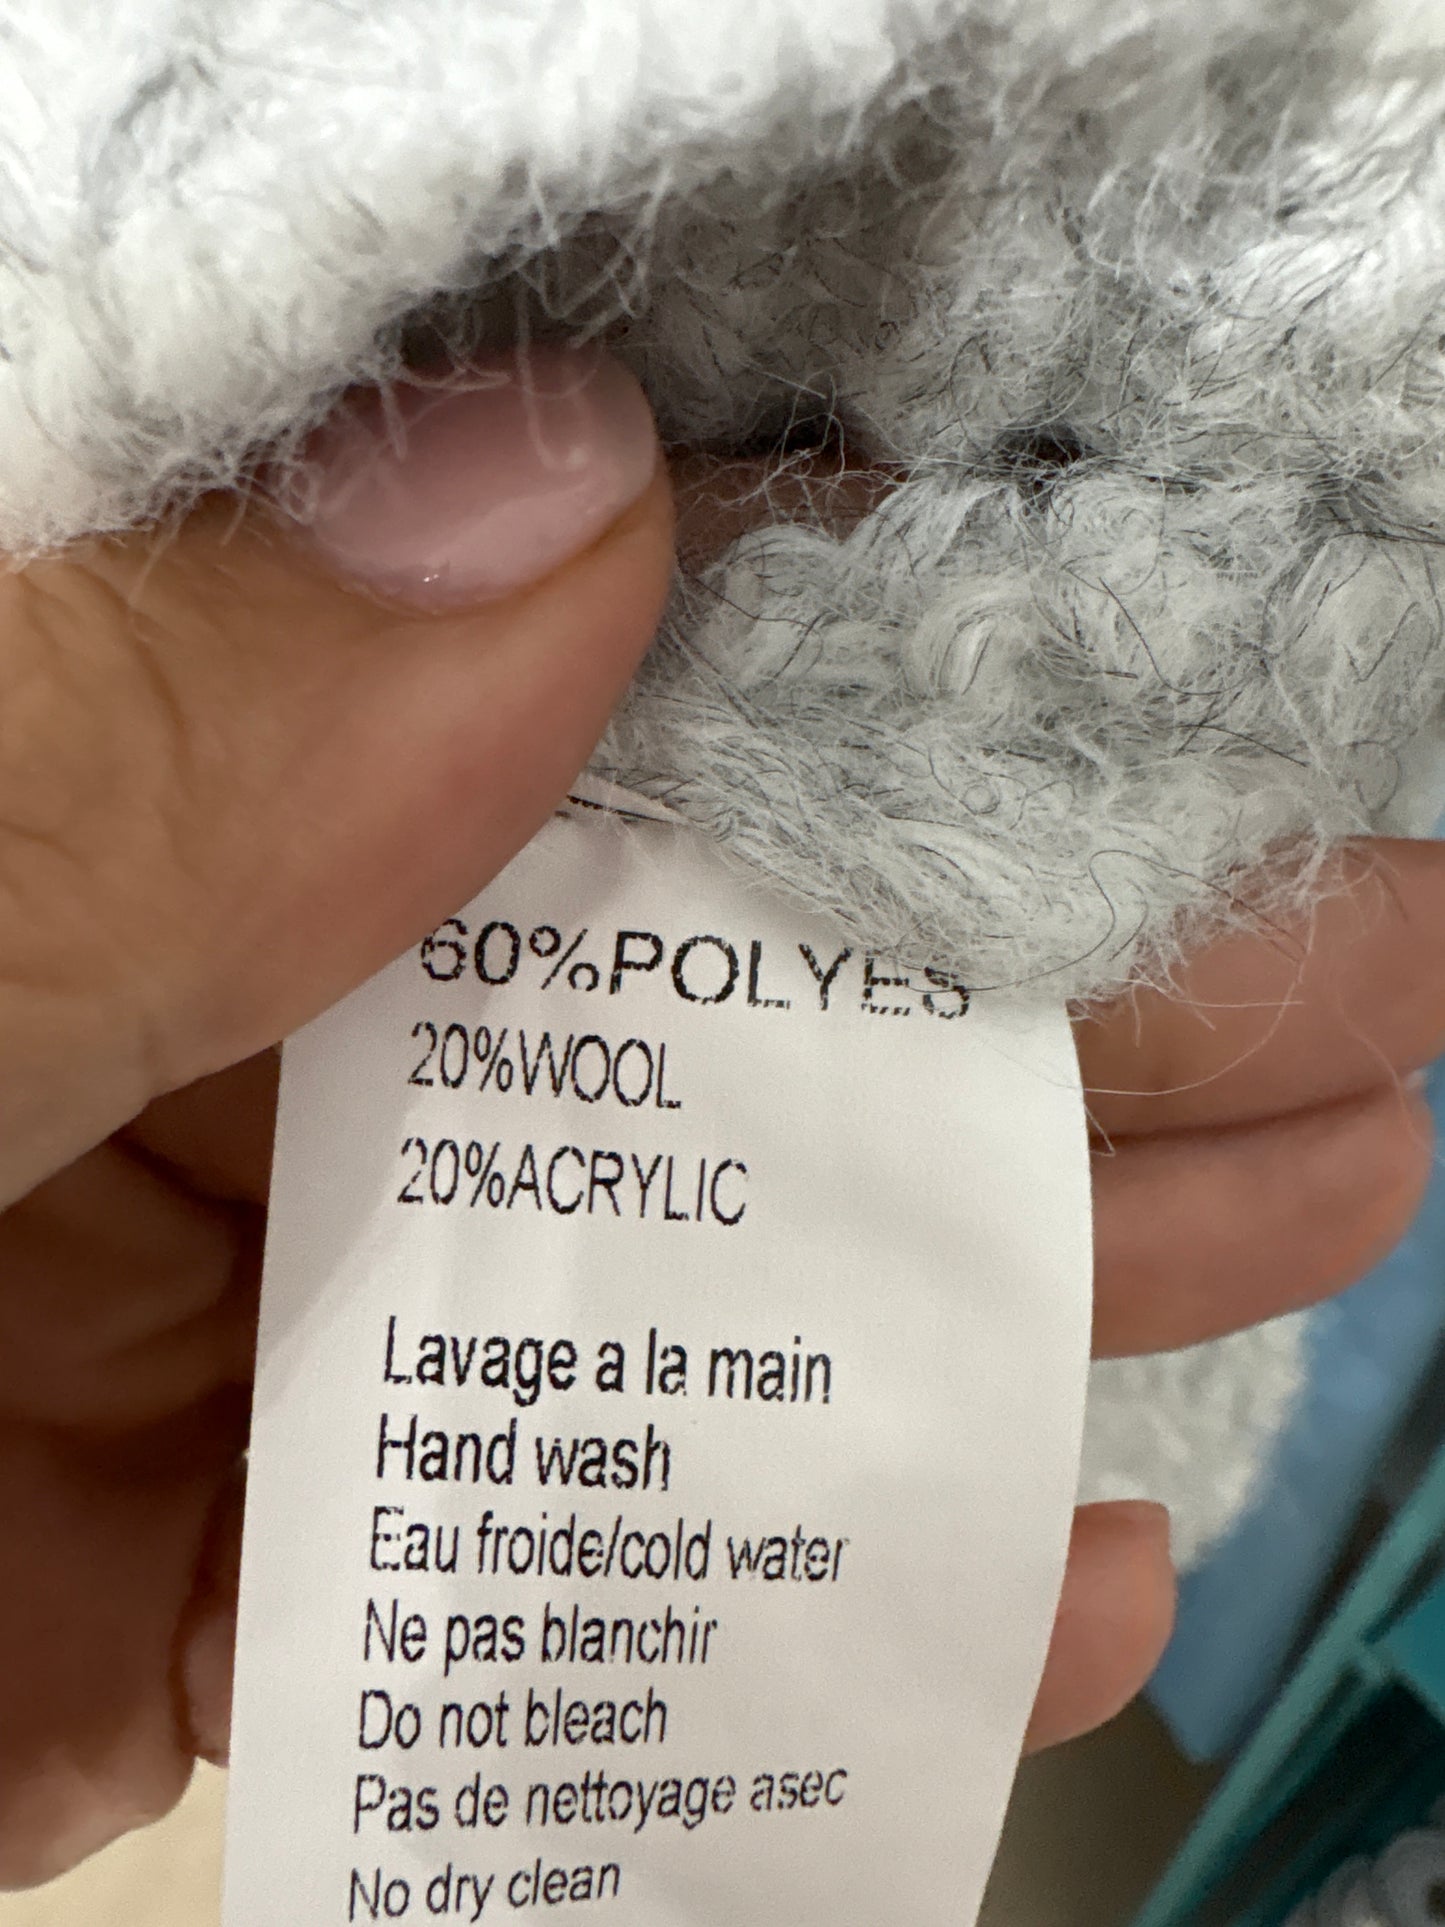 60%POLYES
20%WOOL
20%ACRYLIC
Lavage a la main
Hand wash
Eau froide/cold water
Ne pas blanchir
Do not bleach
Pas de nettoyage asec
No dry clean